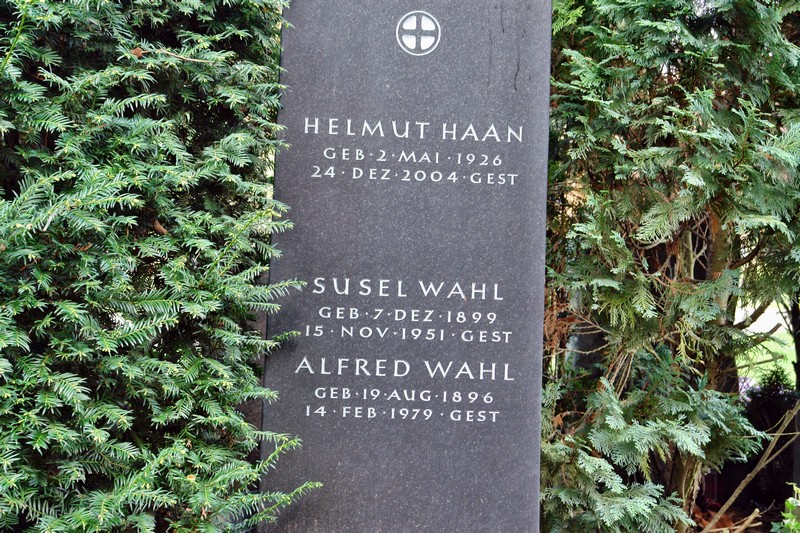 HELMUT HAAN
GEB·2·MAI·1926
24·DEZ·2004·GEST
SUSEL WAHL
GEB·7·DEZ·1899
15·NOV·1951·GEST
ALFRED WAHL
GEB·19·AUG·1896
14·FEB·1979·GEST